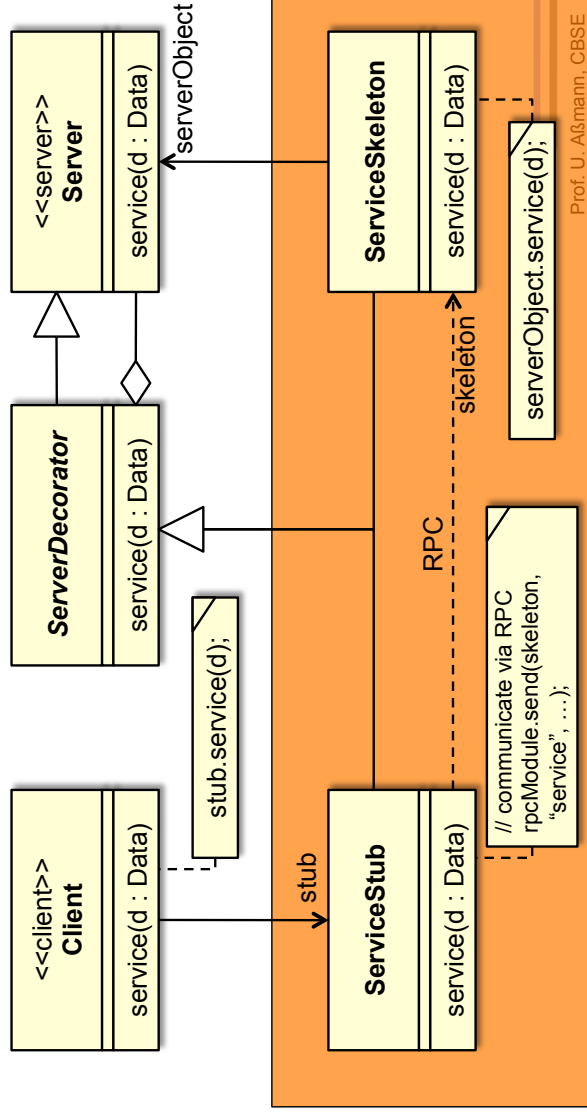 <<client>>
Client
service(d : Data)
stub.service(d);
ServerDecorator
service(d : Data)
<<server>>
Server
service(d : Data)
serverObject
stub
ServiceStub
service(d : Data)
// communicate via RPC
rpcModule.send(skeleton,
“service”, …);
RPC
skeleton
ServiceSkeleton
service(d : Data)
serverObject.service(d);
Prof. U. Aßmann, CBSE